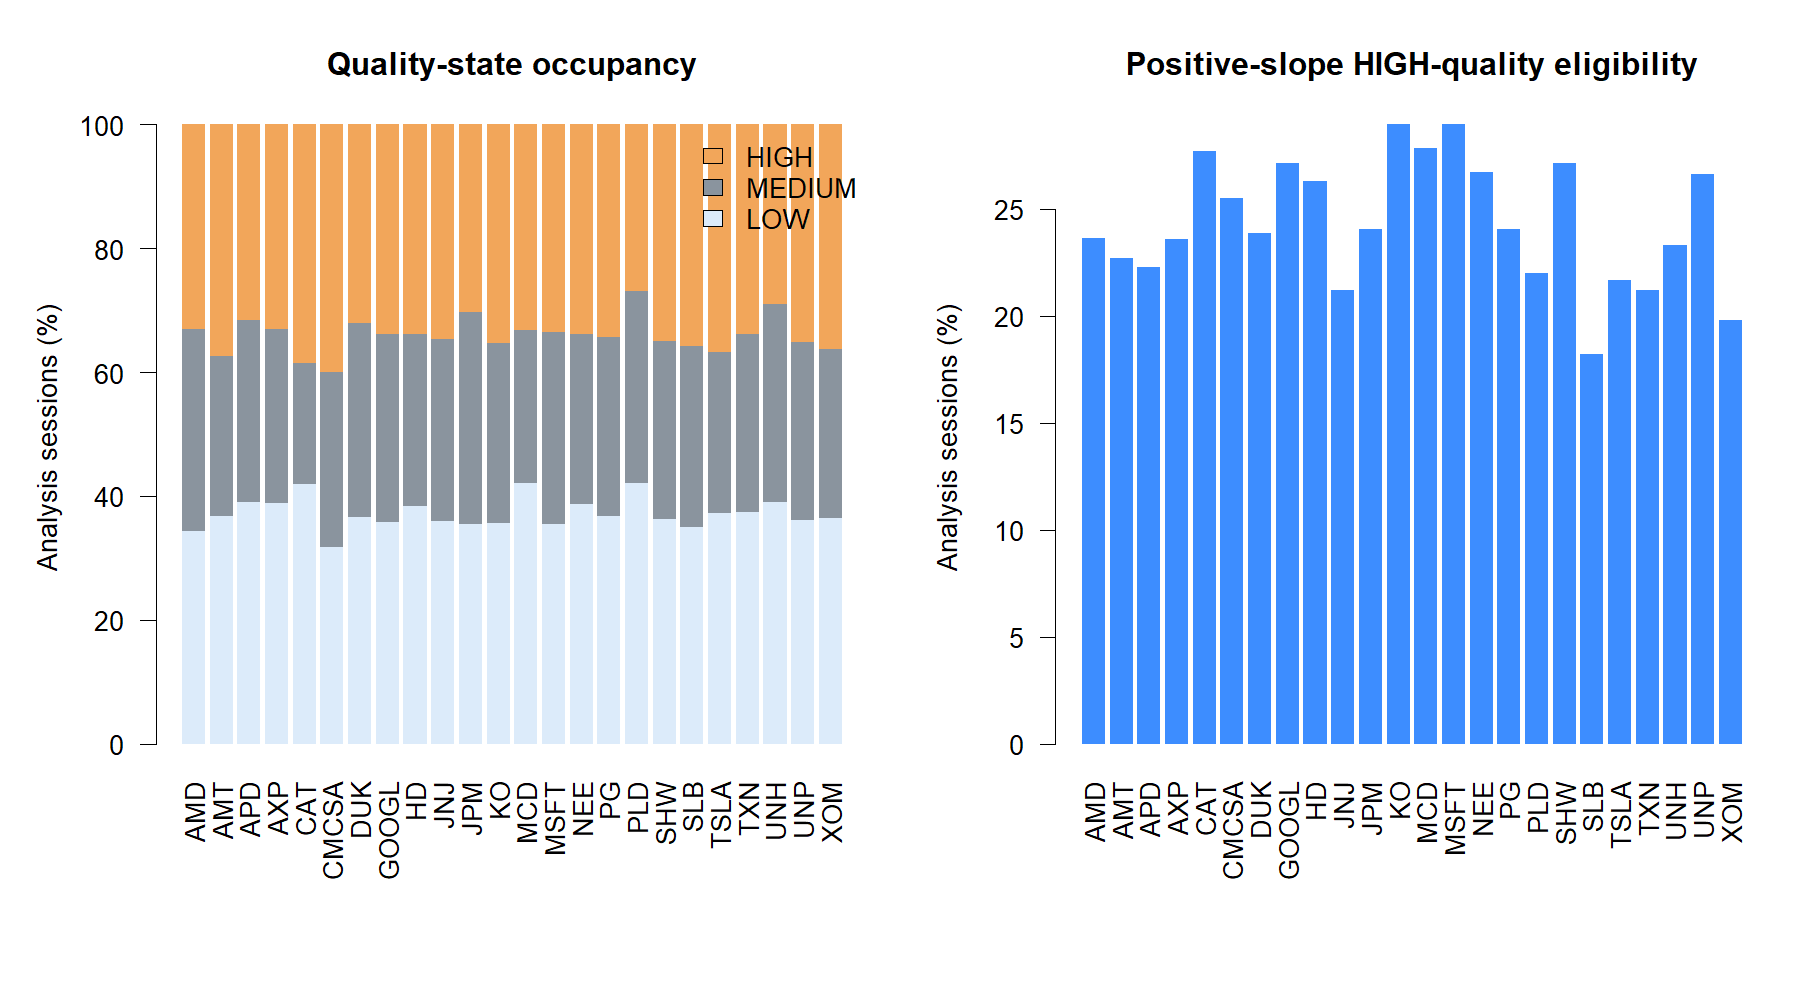 Quality-state occupancy
Analysis sessions (%)
100
80
60
40
20
0
HIGH
MEDIUM
LOW
AMD
AMT
APD
AXP
CAT
CMCSA
DUK
GOOGL
HD
JNJ
JPM
KO
MCD
MSFT
NEE
PG
PLD
SHW
SLB
TSLA
TXN
UNH
UNP
XOM
Positive-slope HIGH-quality eligibility
Analysis sessions (%)
25
20
15
10
5
0
AMD
AMT
APD
AXP
CAT
CMCSA
DUK
GOOGL
HD
JNJ
JPM
KO
MCD
MSFT
NEE
PG
PLD
SHW
SLB
TSLA
TXN
UNH
UNP
XOM